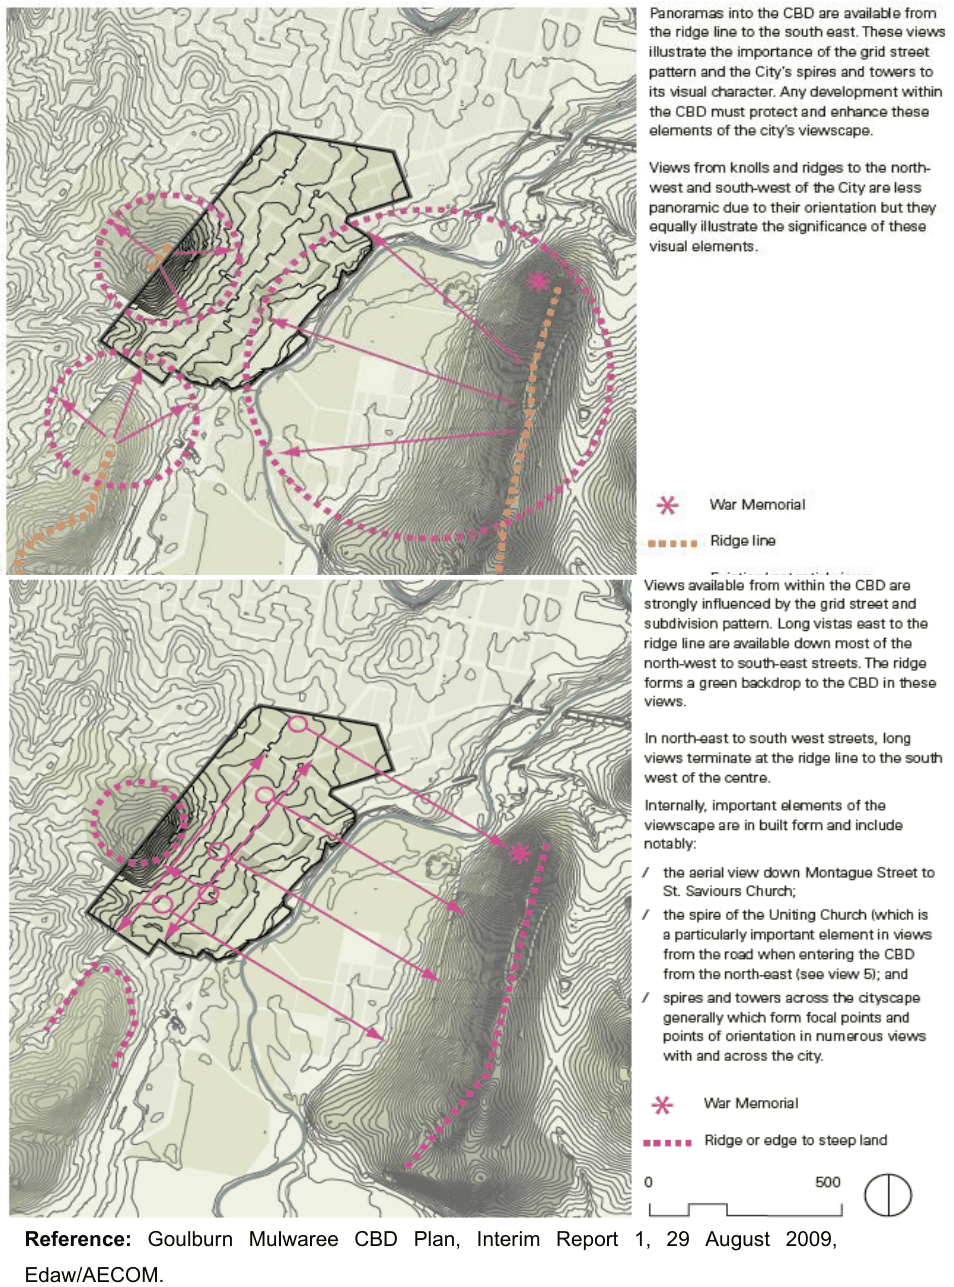 Panoramas into the CBD are available from
the ridge line to the south east. These views
illustrate the importance of the grid street
pattern and the City's spires and towers to
its visual character. Any development within
the CBD must protect and enhance these
elements of the city's viewscape.
Views from knolls and ridges to the north-
west and south-west of the City are less
panoramic due to their orientation but they
equally illustrate the significance of these
visual elements.
War Memorial
Ridge line
Views available from within the CBD are
strongly influenced by the grid street and
subdivision pattern. Long vistas east to the
ridge line are available down most of the
north-west to south-east streets. The ridge
forms a green backdrop to the CBD in these
views.
In north-east to south west streets, long
views terminate at the ridge line to the south
west of the centre.
Internally, important elements of the
viewscape are in built form and include
notably:
/ the aerial view down Montague Street to
St. Saviours Church;
/ the spire of the Uniting Church (which is
a particularly important element in views
from the road when entering the CBD
from the north-east (see view 5); and
/ spires and towers across the cityscape
generally which form focal points and
points of orientation in numerous views
with and across the city.
War Memorial
Ridge or edge to steep land
0 500
Reference: Goulburn Mulwaree CBD Plan, Interim Report 1, 29 August 2009,
Edaw/AECOM.